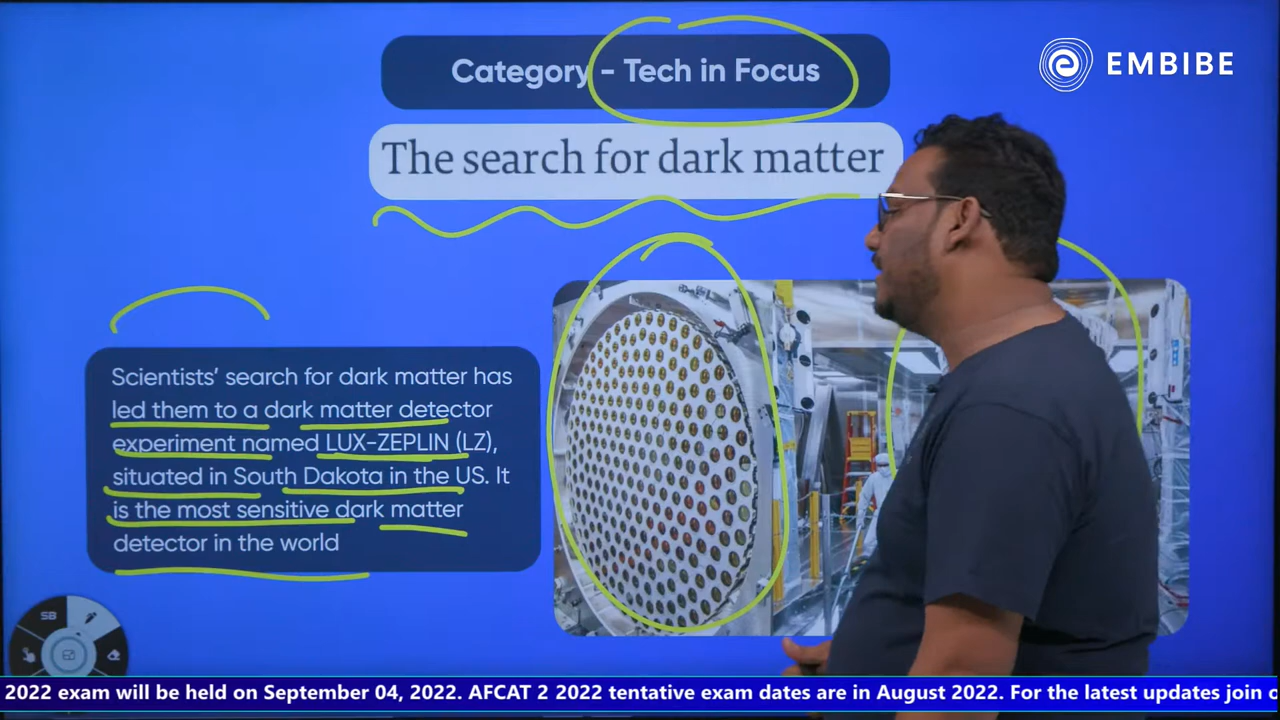 Category - Tech in Focus
EMBIBE
The search for dark matter
Scientists' search for dark matter has
led them to a dark matter detector
experiment named LUX-ZEPLIN (LZ),
situated in South Dakota in the US. It
is the most sensitive dark matter
detector in the world
SB
2022 exam will be held on September 04, 2022. AFCAT 2 2022 tentative exam dates are in August 2022. For the latest updates join